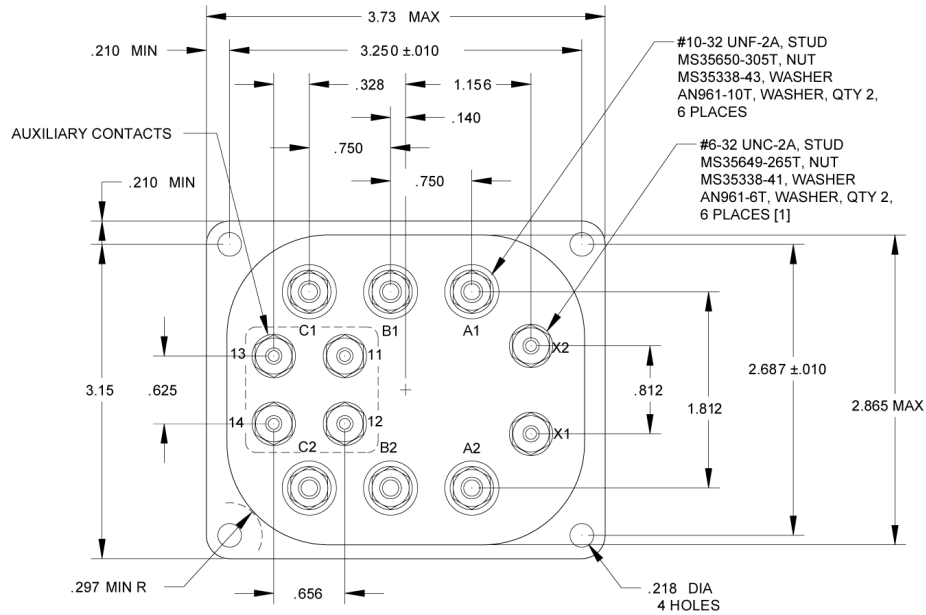 3.73 MAX
.210 MIN
3.250 ±.010
#10-32 UNF-2A, STUD
MS35650-305T, NUT
MS35338-43, WASHER
AN961-10T, WASHER, QTY 2,
6 PLACES
.328
1.156
.140
AUXILIARY CONTACTS
.750
#6-32 UNC-2A, STUD
MS35649-265T, NUT
MS35338-41, WASHER
AN961-6T, WASHER, QTY 2,
6 PLACES [1]
.210 MIN
.750
C1
B1
A1
13
11
X2
2.687 ±.010
3.15
.625
.812
1.812
2.865 MAX
14
12
X1
C2
B2
A2
.297 MIN R
.656
.218 DIA
4 HOLES